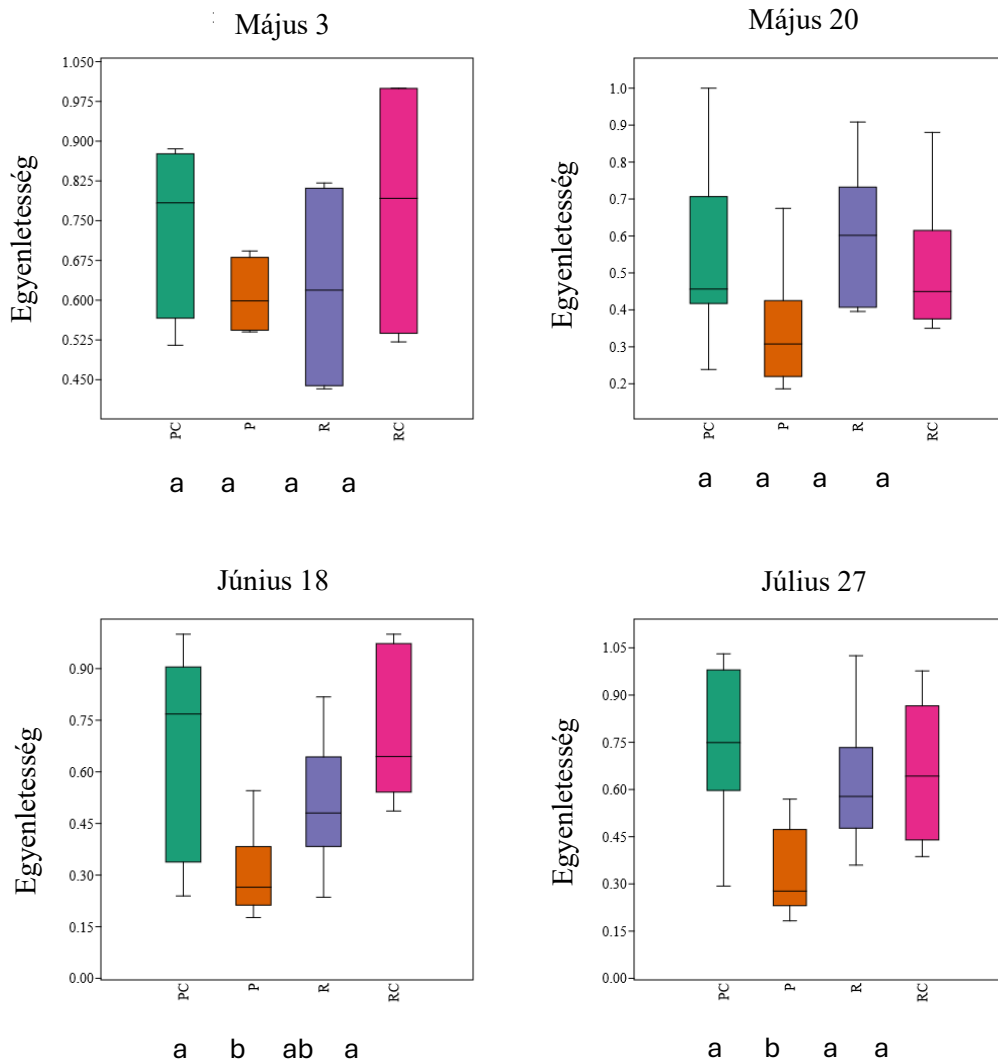 Május 3
Egyenletesség
1.050
0.975
0.900
0.825
0.750
0.675
0.600
0.525
0.450
PC P R RC
a a a a
Május 20
Egyenletesség
1.0
0.9
0.8
0.7
0.6
0.5
0.4
0.3
0.2
PC P R RC
a a a a
Június 18
Egyenletesség
0.90
0.75
0.60
0.45
0.30
0.15
0.00
PC P R RC
a b ab a
Július 27
Egyenletesség
1.05
0.90
0.75
0.60
0.45
0.30
0.15
0.00
PC P R RC
a b a a